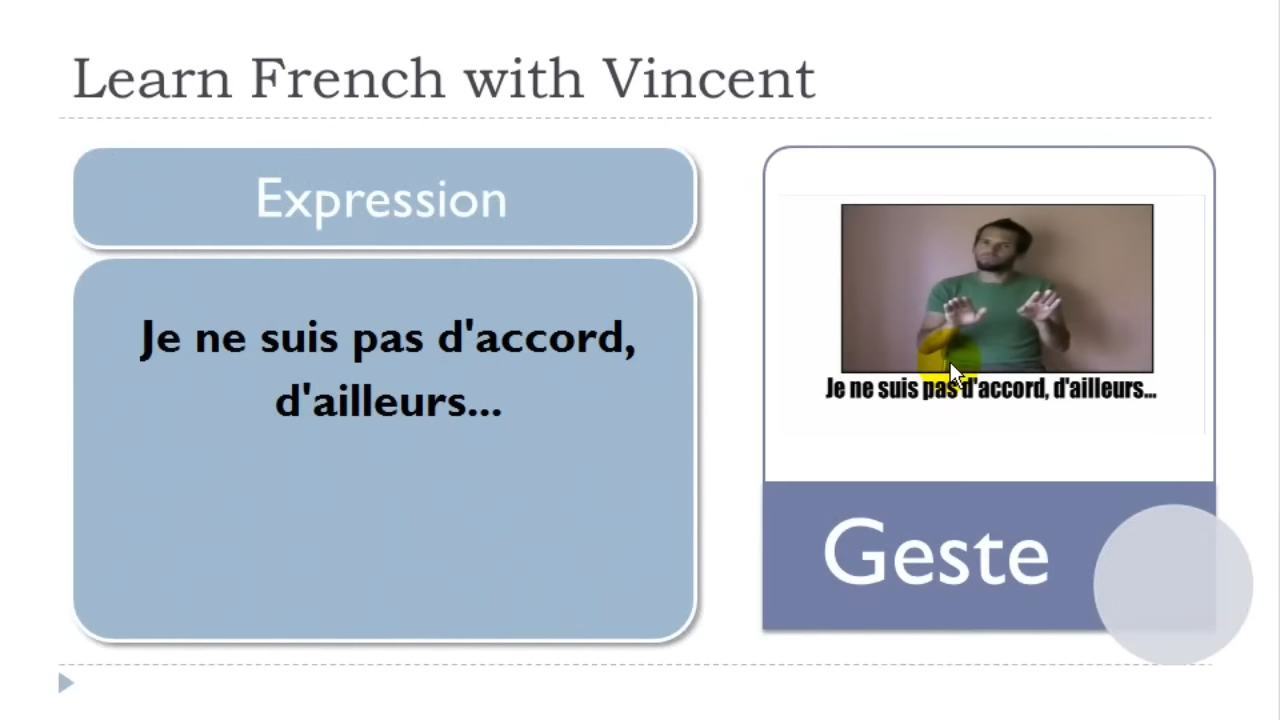 Learn French with Vincent
Expression
Je ne suis pas d'accord,
d'ailleurs...
Je ne suis pas d'accord, d'ailleurs...
Geste